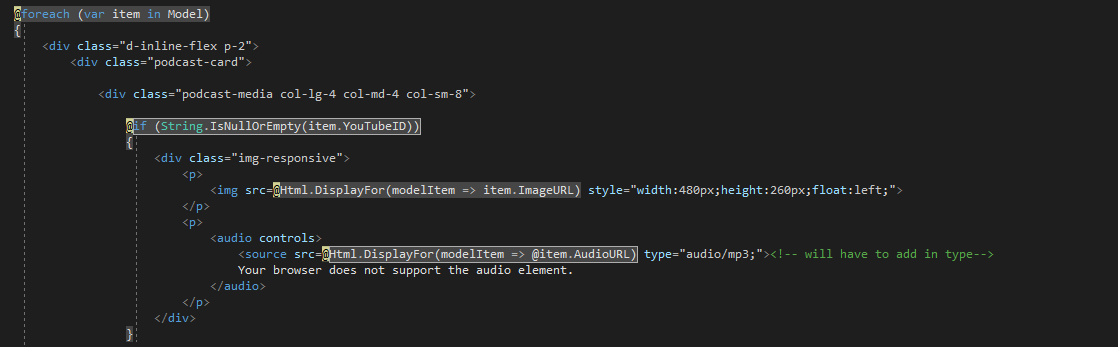 @foreach (var item in Model)
{
<div class="d-inline-flex p-2">
<div class="podcast-card">
<div class="podcast-media col-lg-4 col-md-4 col-sm-8">
@if (String.IsNullOrEmpty(item.YouTubeID))
{
<div class="img-responsive">
<p>
<img src=@Html.DisplayFor(modelItem => item.ImageURL) style="width:480px;height:260px;float:left;">
</p>
<p>
<audio controls>
<source src=@Html.DisplayFor(modelItem => @item.AudioURL) type="audio/mp3;"><!-- will have to add in type-->
Your browser does not support the audio element.
</audio>
</p>
</div>
}